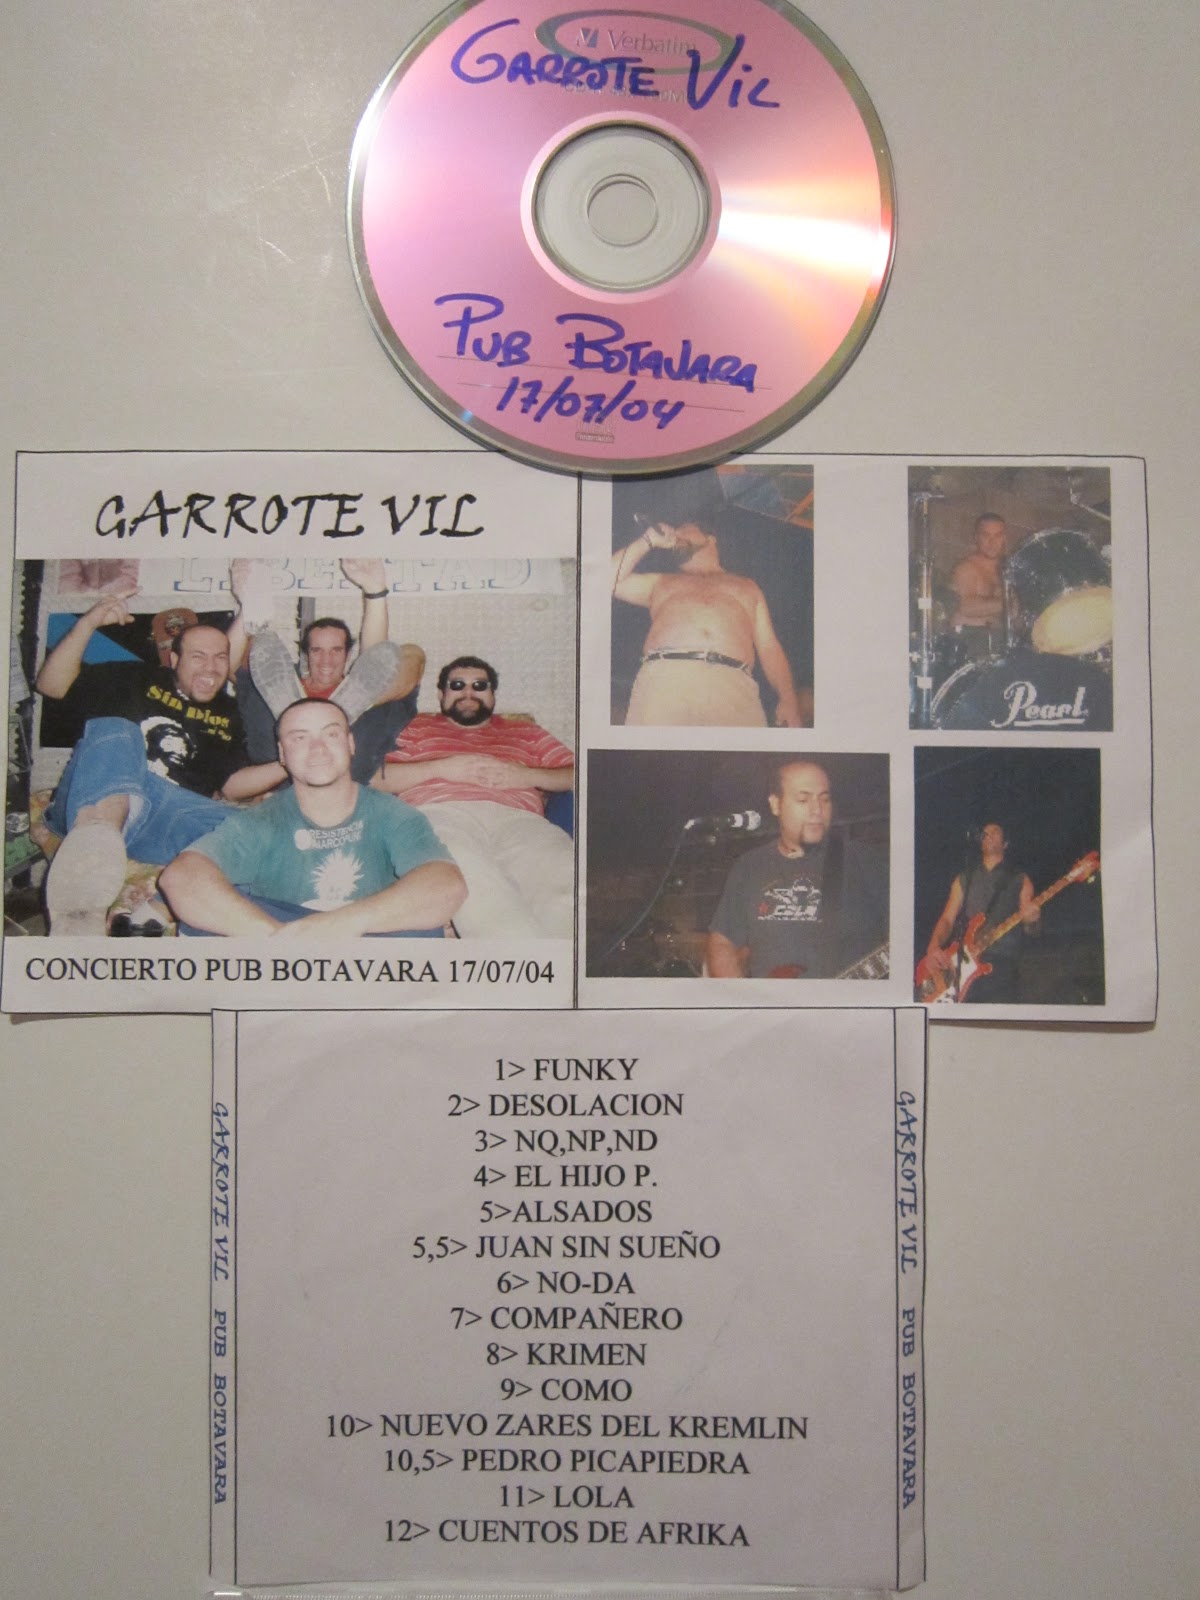 Verbatim
GARROTE VIL
PUB BOTAVARA
17/07/04
GARROTE VIL
LIBERTAD
Sin Dios
RESISTENCIA
CONCIERTO PUB BOTAVARA 17/07/04
Pearl
1> FUNKY
2> DESOLACION
3> NQ,NP,ND
4> EL HIJO P.
5>ALSADOS
5,5> JUAN SIN SUEÑO
6> NO-DA
7> COMPAÑERO
8> KRIMEN
9> COMO
10> NUEVO ZARES DEL KREMLIN
10,5> PEDRO PICAPIEDRA
11> LOLA
12> CUENTOS DE AFRIKA
GARROTE VIL PUB BOTAVARA
GARROTE VIL PUB BOTAVARA